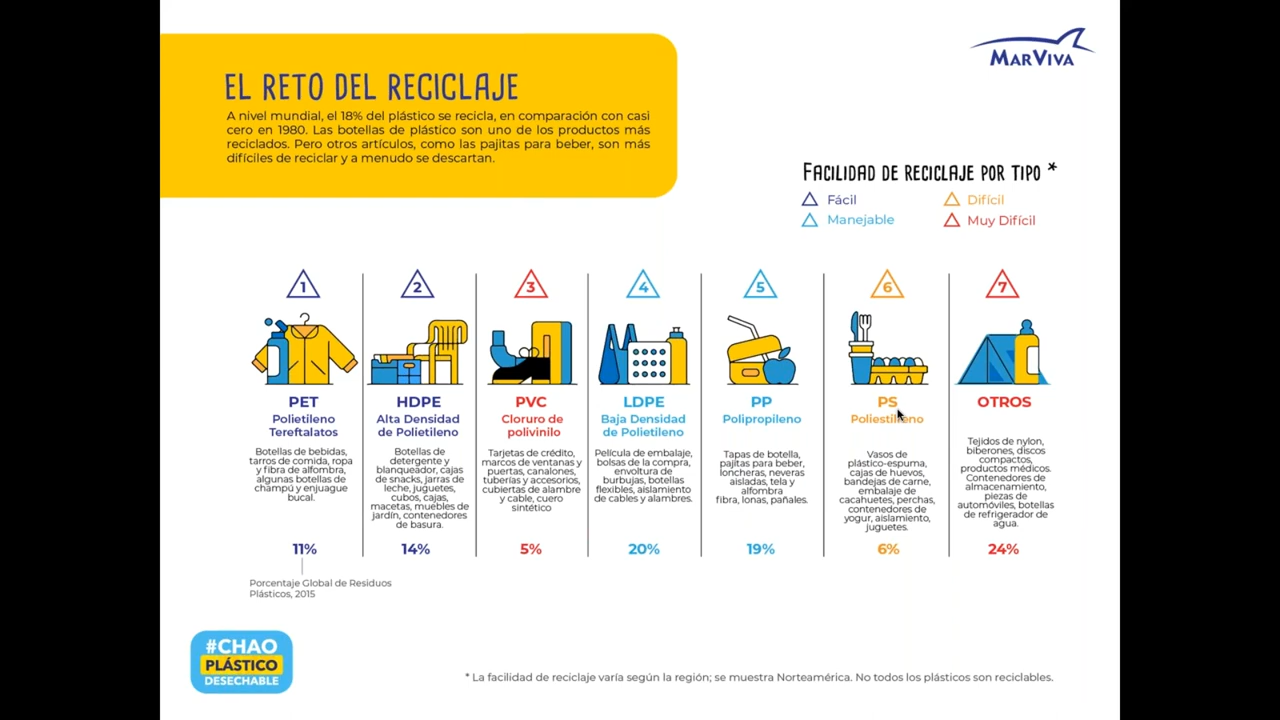 MARVIVA
EL RETO DEL RECICLAJE
A nivel mundial, el 18% del plástico se recicla, en comparación con casi
cero en 1980. Las botellas de plástico son uno de los productos más
reciclados. Pero otros artículos, como las pajitas para beber, son más
difíciles de reciclar y a menudo se descartan.
FACILIDAD DE RECICLAJE POR TIPO *
Fácil
Difícil
Manejable
Muy Difícil
1
2
3
4
5
6
7
PET
Polietileno
Tereftalatos
Botellas de bebidas,
tarros de comida, ropa
y fibra de alfombra,
algunas botellas de
champú y enjuague
bucal.
11%
HDPE
Alta Densidad
de Polietileno
Botellas de
detergente y
blanqueador, cajas
de snacks, jarras de
leche, juguetes,
cubos, cajas,
macetas, muebles de
jardín, contenedores
de basura.
14%
PVC
Cloruro de
polivinilo
Tarjetas de crédito,
marcos de ventanas y
puertas, canalones,
tuberías y accesorios,
cubiertas de alambre
y cable, cuero
sintético
5%
LDPE
Baja Densidad
de Polietileno
Película de embalaje,
bolsas de la compra,
envoltura de
burbujas, botellas
flexibles, aislamiento
de cables y alambres.
20%
PP
Polipropileno
Tapas de botella,
pajitas para beber,
loncheras, neveras
aisladas, tela y
alfombra
fibra, lonas, pañales.
19%
PS
Poliestileno
Vasos de
plástico-espuma,
cajas de huevos,
bandejas de carne,
embalaje de
cacahuetes, perchas,
contenedores de
yogur, aislamiento,
juguetes.
6%
OTROS
Tejidos de nylon,
biberones, discos
compactos,
productos médicos.
Contenedores de
almacenamiento,
piezas de
automóviles, botellas
de refrigerador de
agua.
24%
Porcentaje Global de Residuos
Plásticos, 2015
#CHAO
PLÁSTICO
DESECHABLE
* La facilidad de reciclaje varía según la región; se muestra Norteamérica. No todos los plásticos son reciclables.